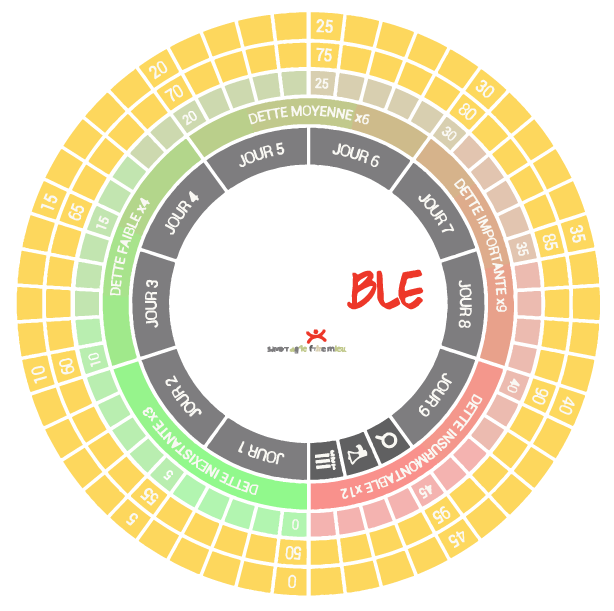 25
75
25
30
80
30
35
85
35
40
90
40
45
95
45
0
50
0
5
55
5
10
60
10
15
65
15
20
70
20
DETTE INEXISTANTE x3
DETTE FAIBLE x4
DETTE MOYENNE x6
DETTE IMPORTANTE x9
DETTE INSURMONTABLE x12
JOUR 1
JOUR 2
JOUR 3
JOUR 4
JOUR 5
JOUR 6
JOUR 7
JOUR 8
JOUR 9
BLE